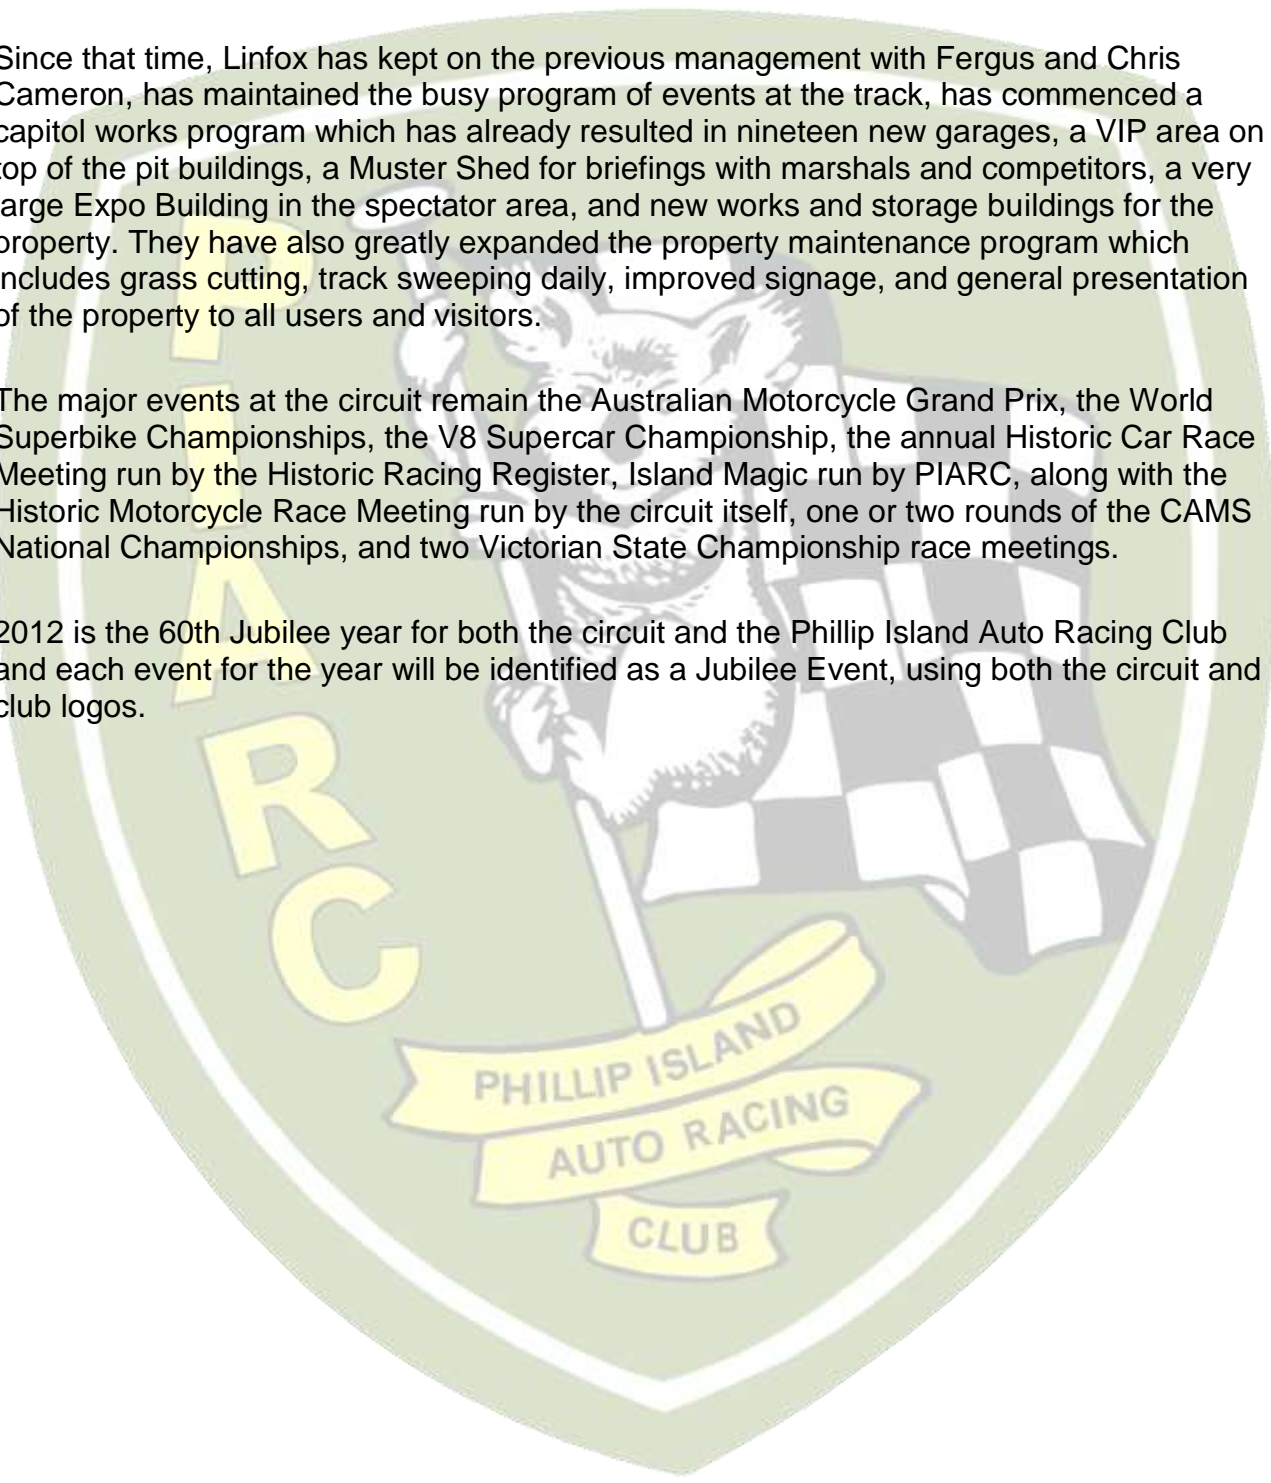 Since that time, Linfox has kept on the previous management with Fergus and Chris
Cameron, has maintained the busy program of events at the track, has commenced a
capitol works program which has already resulted in nineteen new garages, a VIP area on
top of the pit buildings, a Muster Shed for briefings with marshals and competitors, a very
large Expo Building in the spectator area, and new works and storage buildings for the
property. They have also greatly expanded the property maintenance program which
includes grass cutting, track sweeping daily, improved signage, and general presentation
of the property to all users and visitors.
The major events at the circuit remain the Australian Motorcycle Grand Prix, the World
Superbike Championships, the V8 Supercar Championship, the annual Historic Car Race
Meeting run by the Historic Racing Register, Island Magic run by PIARC, along with the
Historic Motorcycle Race Meeting run by the circuit itself, one or two rounds of the CAMS
National Championships, and two Victorian State Championship race meetings.
2012 is the 60th Jubilee year for both the circuit and the Phillip Island Auto Racing Club
and each event for the year will be identified as a Jubilee Event, using both the circuit and
club logos.
PIARC
PHILLIP ISLAND
AUTO RACING
CLUB